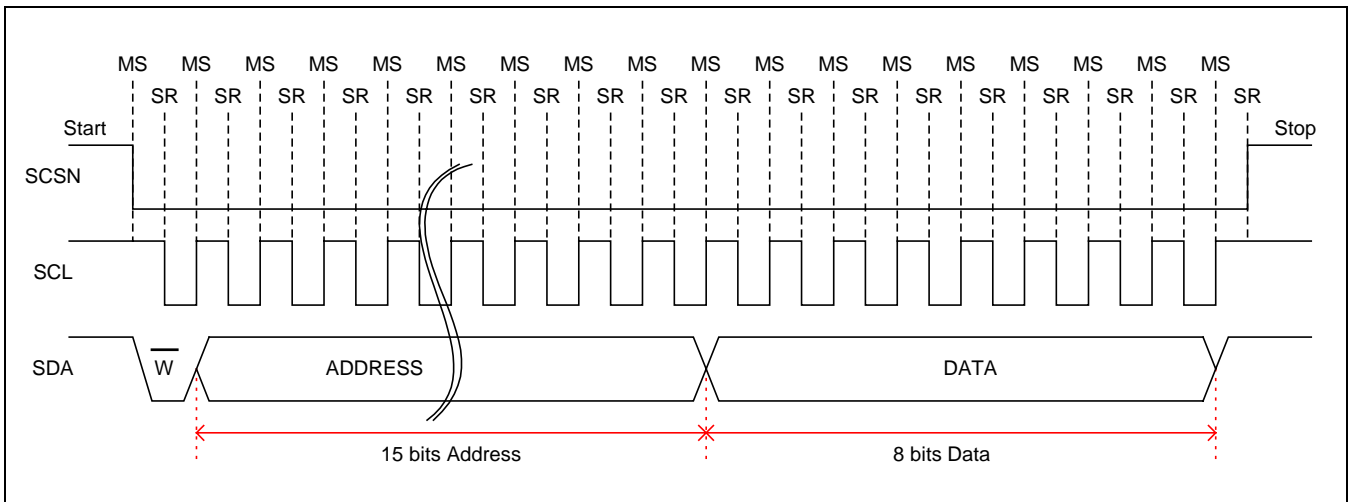 MS MS MS MS MS MS MS MS MS MS MS MS MS MS MS MS MS MS
SR SR SR SR SR SR SR SR SR SR SR SR SR SR SR SR SR SR
Start Stop
SCSN
SCL
SDA W̅ ADDRESS DATA
15 bits Address 8 bits Data